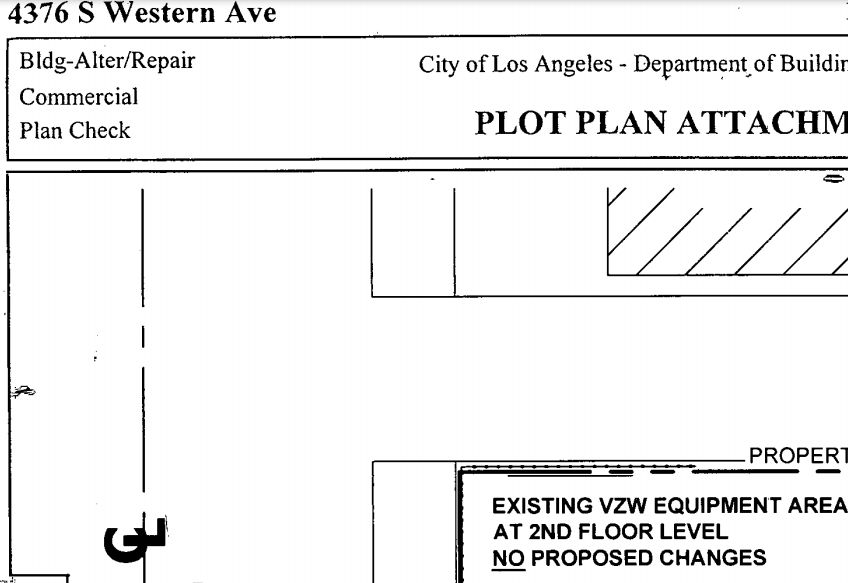 4376 S Western Ave
Bldg-Alter/Repair
City of Los Angeles - Department of Buildin
Commercial
Plan Check
PLOT PLAN ATTACHM
PROPERT
EXISTING VZW EQUIPMENT AREA
AT 2ND FLOOR LEVEL
NO PROPOSED CHANGES
CL